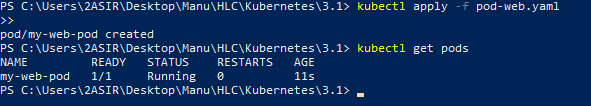 PS C:\Users\2ASIR\Desktop\Manu\HLC\Kubernetes\3.1> kubectl apply -f pod-web.yaml
>>
pod/my-web-pod created
PS C:\Users\2ASIR\Desktop\Manu\HLC\Kubernetes\3.1> kubectl get pods
NAME         READY   STATUS    RESTARTS   AGE
my-web-pod   1/1     Running   0          11s
PS C:\Users\2ASIR\Desktop\Manu\HLC\Kubernetes\3.1>